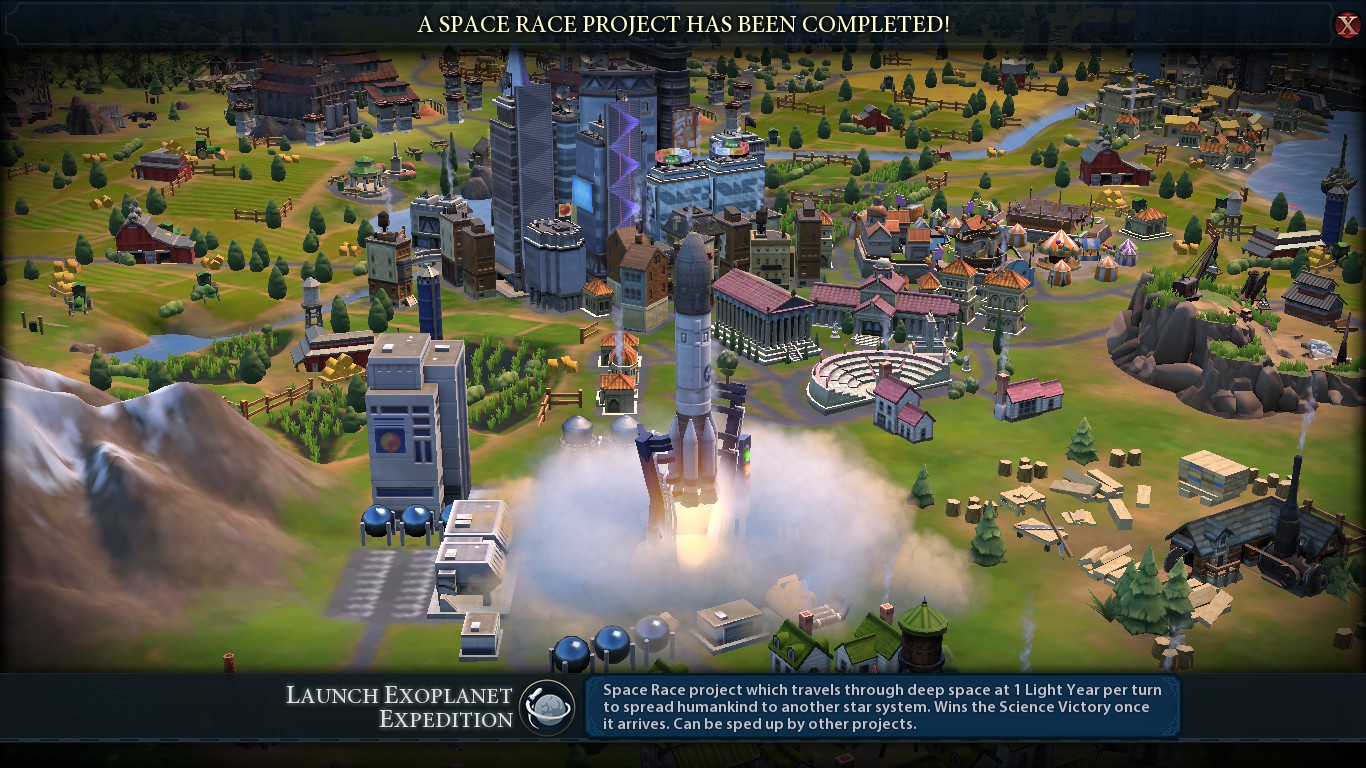 A SPACE RACE PROJECT HAS BEEN COMPLETED!
X
LAUNCH EXOPLANET
EXPEDITION
Space Race project which travels through deep space at 1 Light Year per turn
to spread humankind to another star system. Wins the Science Victory once
it arrives. Can be sped up by other projects.